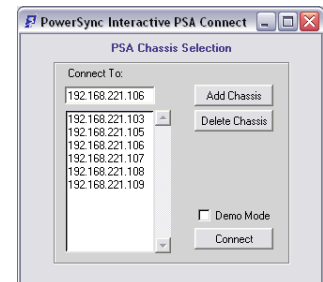 PowerSync Interactive PSA Connect
PSA Chassis Selection
Connect To:
192.168.221.106
Add Chassis
Delete Chassis
192.168.221.103
192.168.221.105
192.168.221.106
192.168.221.107
192.168.221.108
192.168.221.109
Demo Mode
Connect